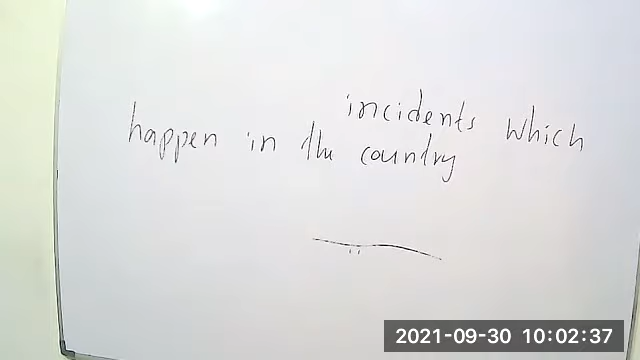 incidents which
happen in the country
2021-09-30 10:02:37